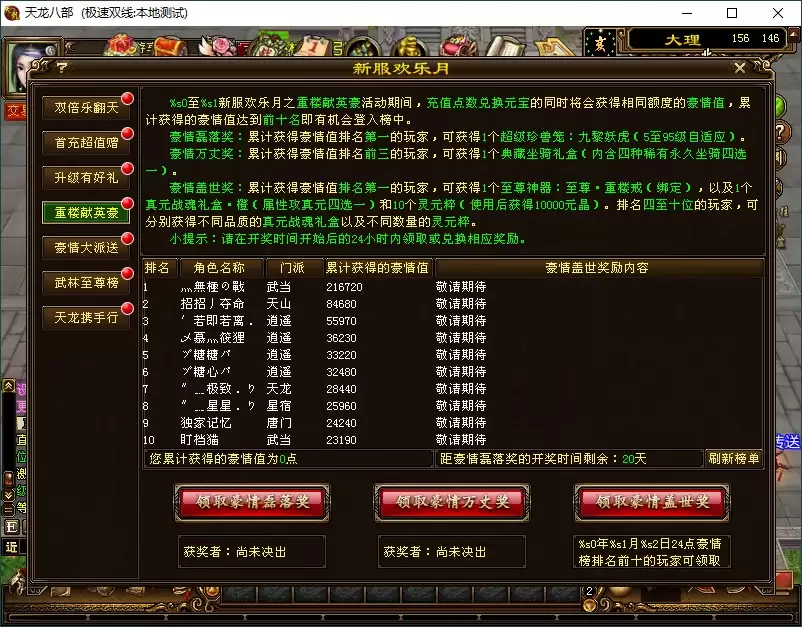 天龙八部 (极速双线:本地测试)
大理 156 146
? 新服欢乐月
双倍乐翻天
首充超值赠
升级有好礼
重楼献英豪
豪情大派送
武林至尊榜
天龙携手行
%s0至%s1新服欢乐月之重楼献英豪活动期间,充值点数兑换元宝的同时将会获得相同额度的豪情值,累
计获得的豪情值达到前十名即有机会登入榜中。
豪情磊落奖:累计获得豪情值排名第一的玩家,可获得1个超级珍兽笼:九黎妖虎(5至95级自适应)。
豪情万丈奖:累计获得豪情值排名前三的玩家,可获得1个典藏坐骑礼盒(内含四种稀有永久坐骑四选
一)。
豪情盖世奖:累计获得豪情值排名第一的玩家,可获得1个至尊神器:至尊·重楼戒(绑定),以及1个
真元战魂礼盒·橙(属性攻真元四选一)和10个灵元粹(使用后获得10000元晶)。排名四至十位的玩家,可
分别获得不同品质的真元战魂礼盒以及不同数量的灵元粹。
小提示:请在开奖时间开始后的24小时内领取或兑换相应奖励。
排名 角色名称 门派 累计获得的豪情值 豪情盖世奖励内容
1 灬無極の戰 武当 216720 敬请期待
2 招招丿夺命 天山 84680 敬请期待
3 ′若即若离. 逍遥 55970 敬请期待
4 メ慕灬筱狸 逍遥 36230 敬请期待
5 ヅ糖糖パ 逍遥 33220 敬请期待
6 ヅ糖心パ 逍遥 32480 敬请期待
7 〃__极致.り 天龙 28440 敬请期待
8 〃__星星.り 星宿 25960 敬请期待
9 独家记忆 唐门 24240 敬请期待
10 盯裆猫 武当 23190 敬请期待
您累计获得的豪情值为0点 距豪情磊落奖的开奖时间剩余:20天 刷新榜单
领取豪情磊落奖 领取豪情万丈奖 领取豪情盖世奖
获奖者:尚未决出 获奖者:尚未决出 %s0年%s1月%s2日24点豪情
榜排名前十的玩家可领取
传送
近
2